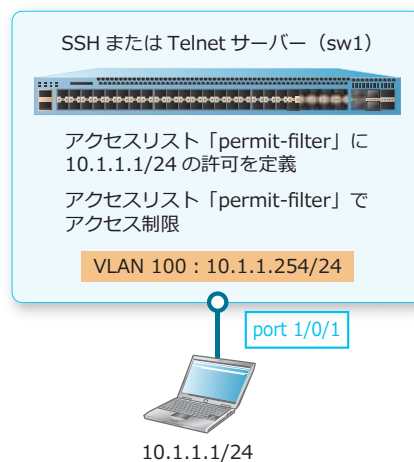 SSH または Telnet サーバー（sw1）
アクセスリスト「permit-filter」に
10.1.1.1/24 の許可を定義
アクセスリスト「permit-filter」で
アクセス制限
VLAN 100 : 10.1.1.254/24
port 1/0/1
10.1.1.1/24